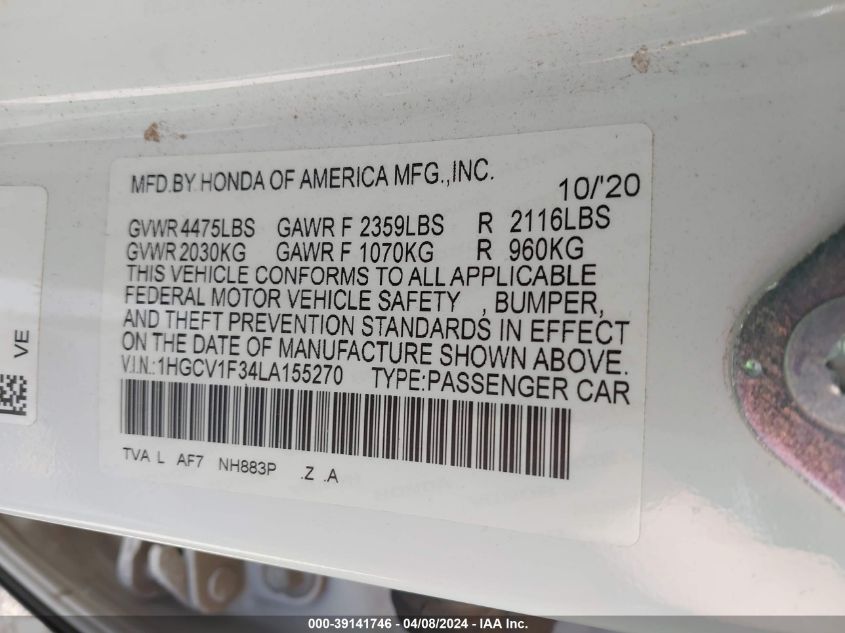 MFD.BY HONDA OF AMERICA MFG.,INC. 10/'20
GVWR 4475LBS GAWR F 2359LBS R 2116LBS
GVWR 2030KG GAWR F 1070KG R 960KG
THIS VEHICLE CONFORMS TO ALL APPLICABLE
FEDERAL MOTOR VEHICLE SAFETY , BUMPER,
AND THEFT PREVENTION STANDARDS IN EFFECT
ON THE DATE OF MANUFACTURE SHOWN ABOVE.
V.I.N.:1HGCV1F34LA155270 TYPE:PASSENGER CAR
TVA L AF7 NH883P .Z .A
VE
000-39141746 - 04/08/2024 - IAA Inc.